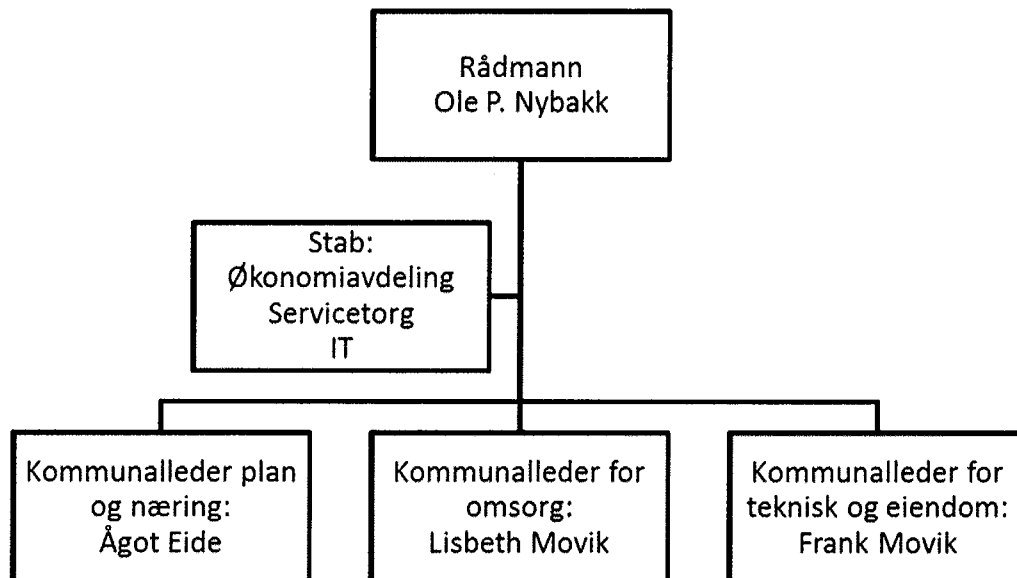 Rådmann
Ole P. Nybakk
Stab:
Økonomiavdeling
Servicetorg
IT
Kommunalleder plan
og næring:
Ågot Eide
Kommunalleder for
omsorg:
Lisbeth Movik
Kommunalleder for
teknisk og eiendom:
Frank Movik